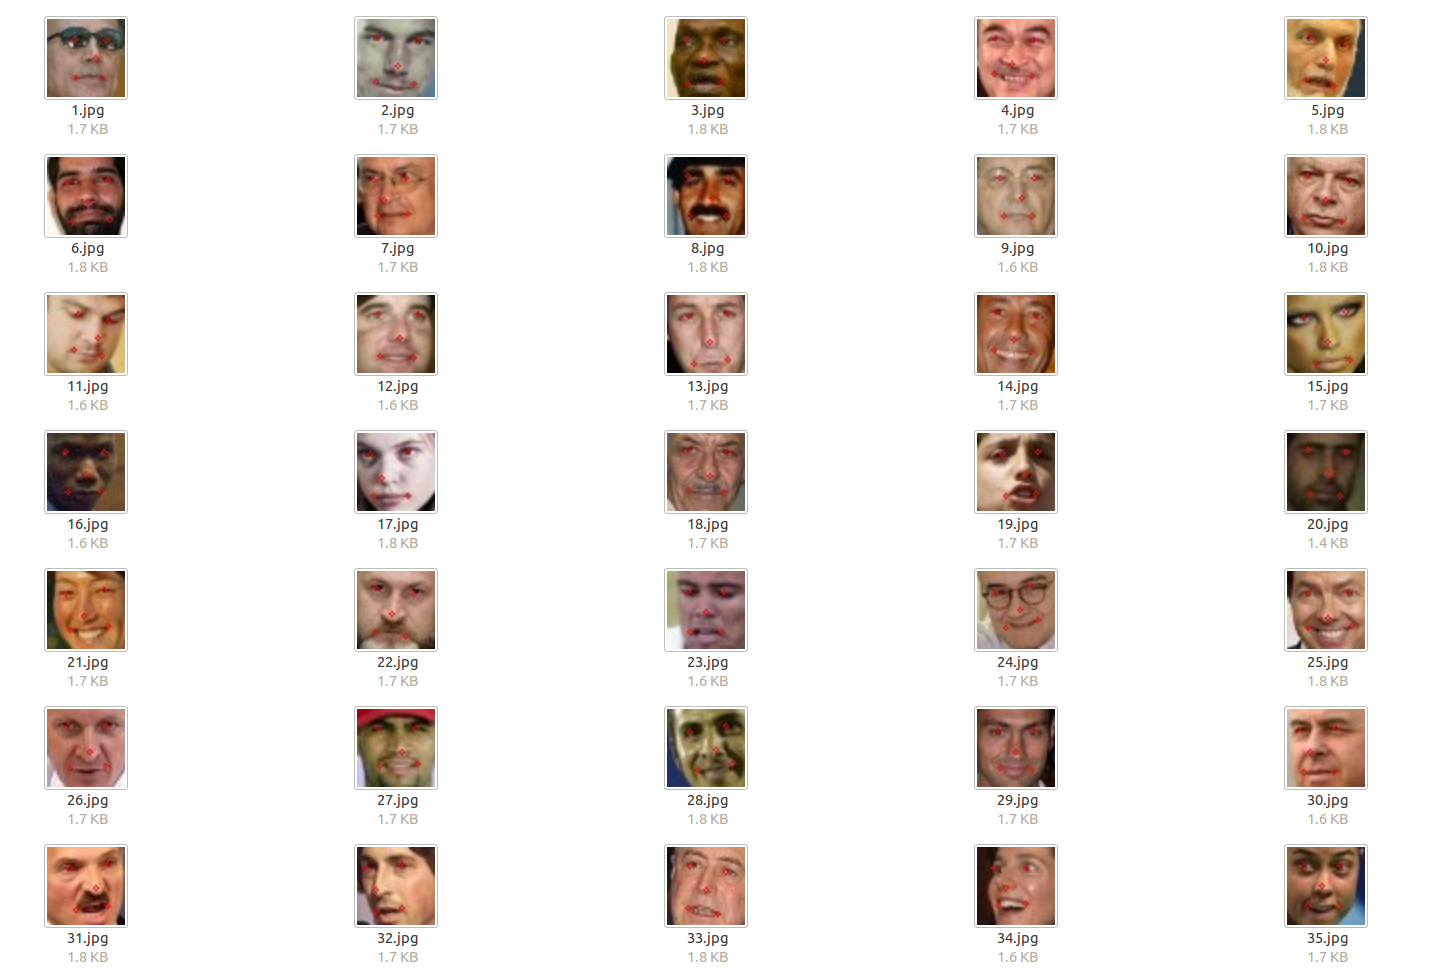 1.jpg 2.jpg 3.jpg 4.jpg 5.jpg
1.7 KB 1.7 KB 1.8 KB 1.7 KB 1.8 KB
6.jpg 7.jpg 8.jpg 9.jpg 10.jpg
1.8 KB 1.7 KB 1.8 KB 1.6 KB 1.8 KB
11.jpg 12.jpg 13.jpg 14.jpg 15.jpg
1.6 KB 1.6 KB 1.7 KB 1.7 KB 1.7 KB
16.jpg 17.jpg 18.jpg 19.jpg 20.jpg
1.6 KB 1.8 KB 1.7 KB 1.7 KB 1.4 KB
21.jpg 22.jpg 23.jpg 24.jpg 25.jpg
1.7 KB 1.7 KB 1.6 KB 1.7 KB 1.8 KB
26.jpg 27.jpg 28.jpg 29.jpg 30.jpg
1.7 KB 1.7 KB 1.8 KB 1.7 KB 1.6 KB
31.jpg 32.jpg 33.jpg 34.jpg 35.jpg
1.8 KB 1.7 KB 1.8 KB 1.6 KB 1.7 KB